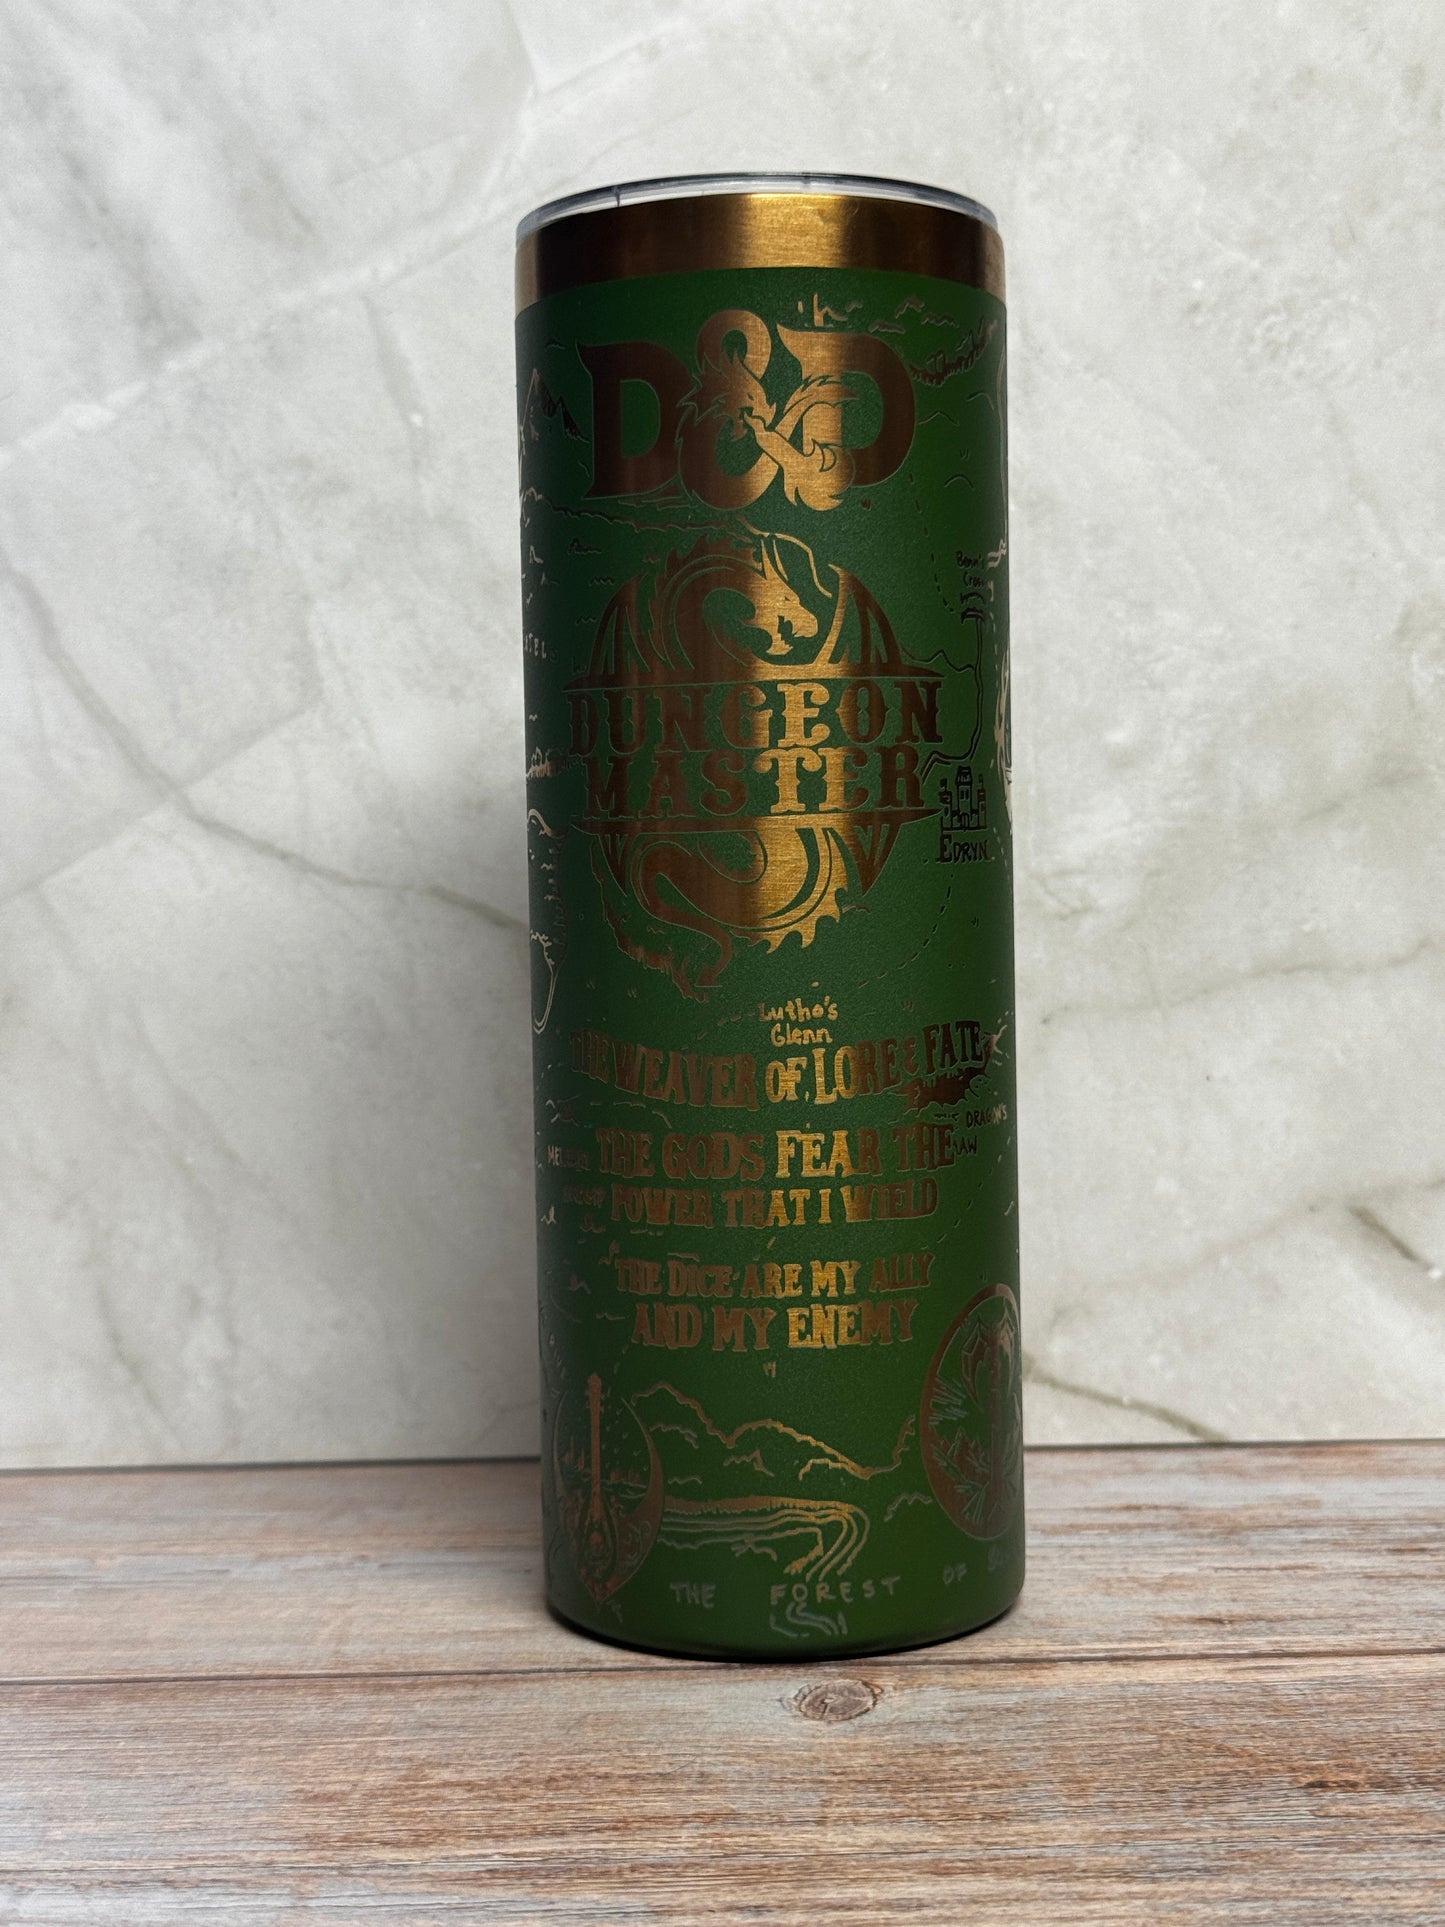 D&D
DUNGEON
MASTER
EDRYN
Lutho's
Glenn
THE WEAVER OF LORE & FATE
DRAGON'S
THE GODS FEAR THE
POWER THAT I WIELD
THE DICE ARE MY ALLY
AND MY ENEMY
THE FOREST OF